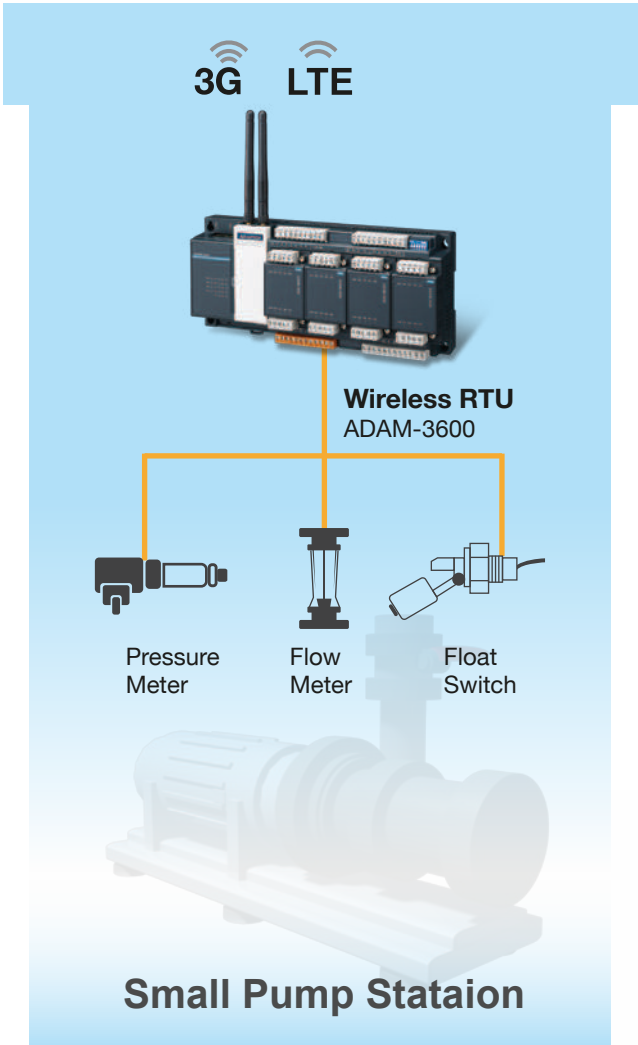 3G LTE
Wireless RTU
ADAM-3600
Pressure
Meter
Flow
Meter
Float
Switch
Small Pump Stataion